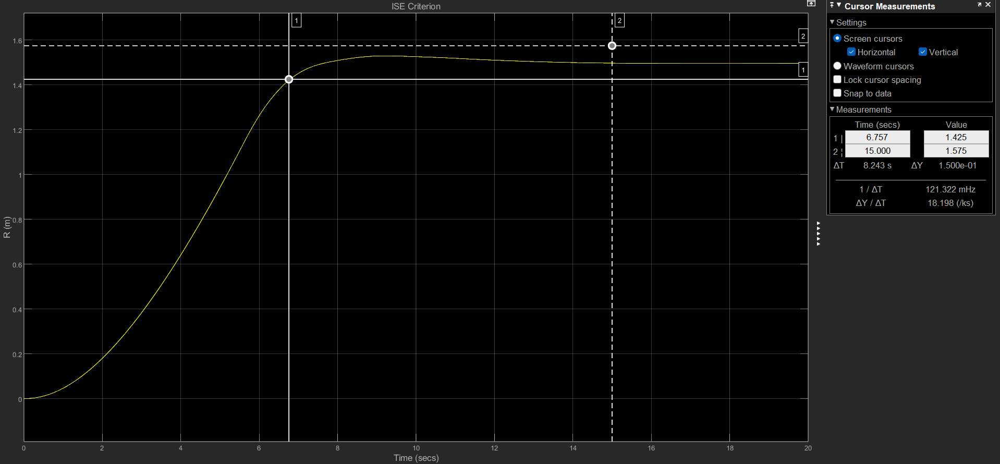 ISE Criterion
1
2
2
1
1.6
1.4
1.2
1
0.8
0.6
0.4
0.2
0
R (m)
0 2 4 6 8 10 12 14 16 18 20
Time (secs)
Cursor Measurements
Settings
Screen cursors
Horizontal Vertical
Waveform cursors
Lock cursor spacing
Snap to data
Measurements
Time (secs) Value
1 | 6.757 1.425
2 ¦ 15.000 1.575
ΔT 8.243 s ΔY 1.500e-01
1 / ΔT 121.322 mHz
ΔY / ΔT 18.198 (/ks)